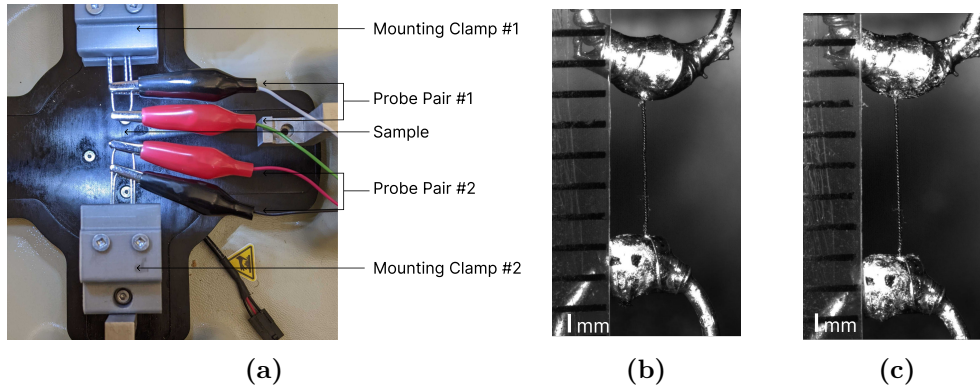 Mounting Clamp #1
Probe Pair #1
Sample
Probe Pair #2
Mounting Clamp #2
mm
mm
(a)
(b)
(c)